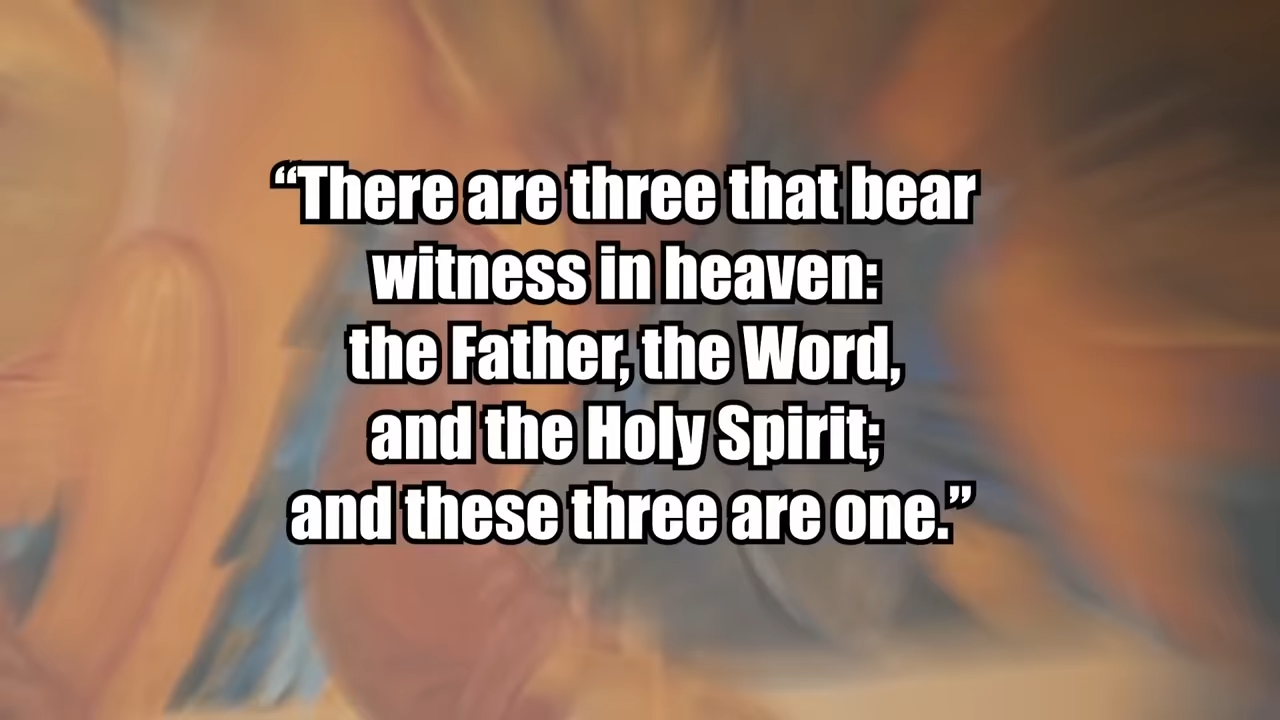 “There are three that bear
witness in heaven:
the Father, the Word,
and the Holy Spirit;
and these three are one.”